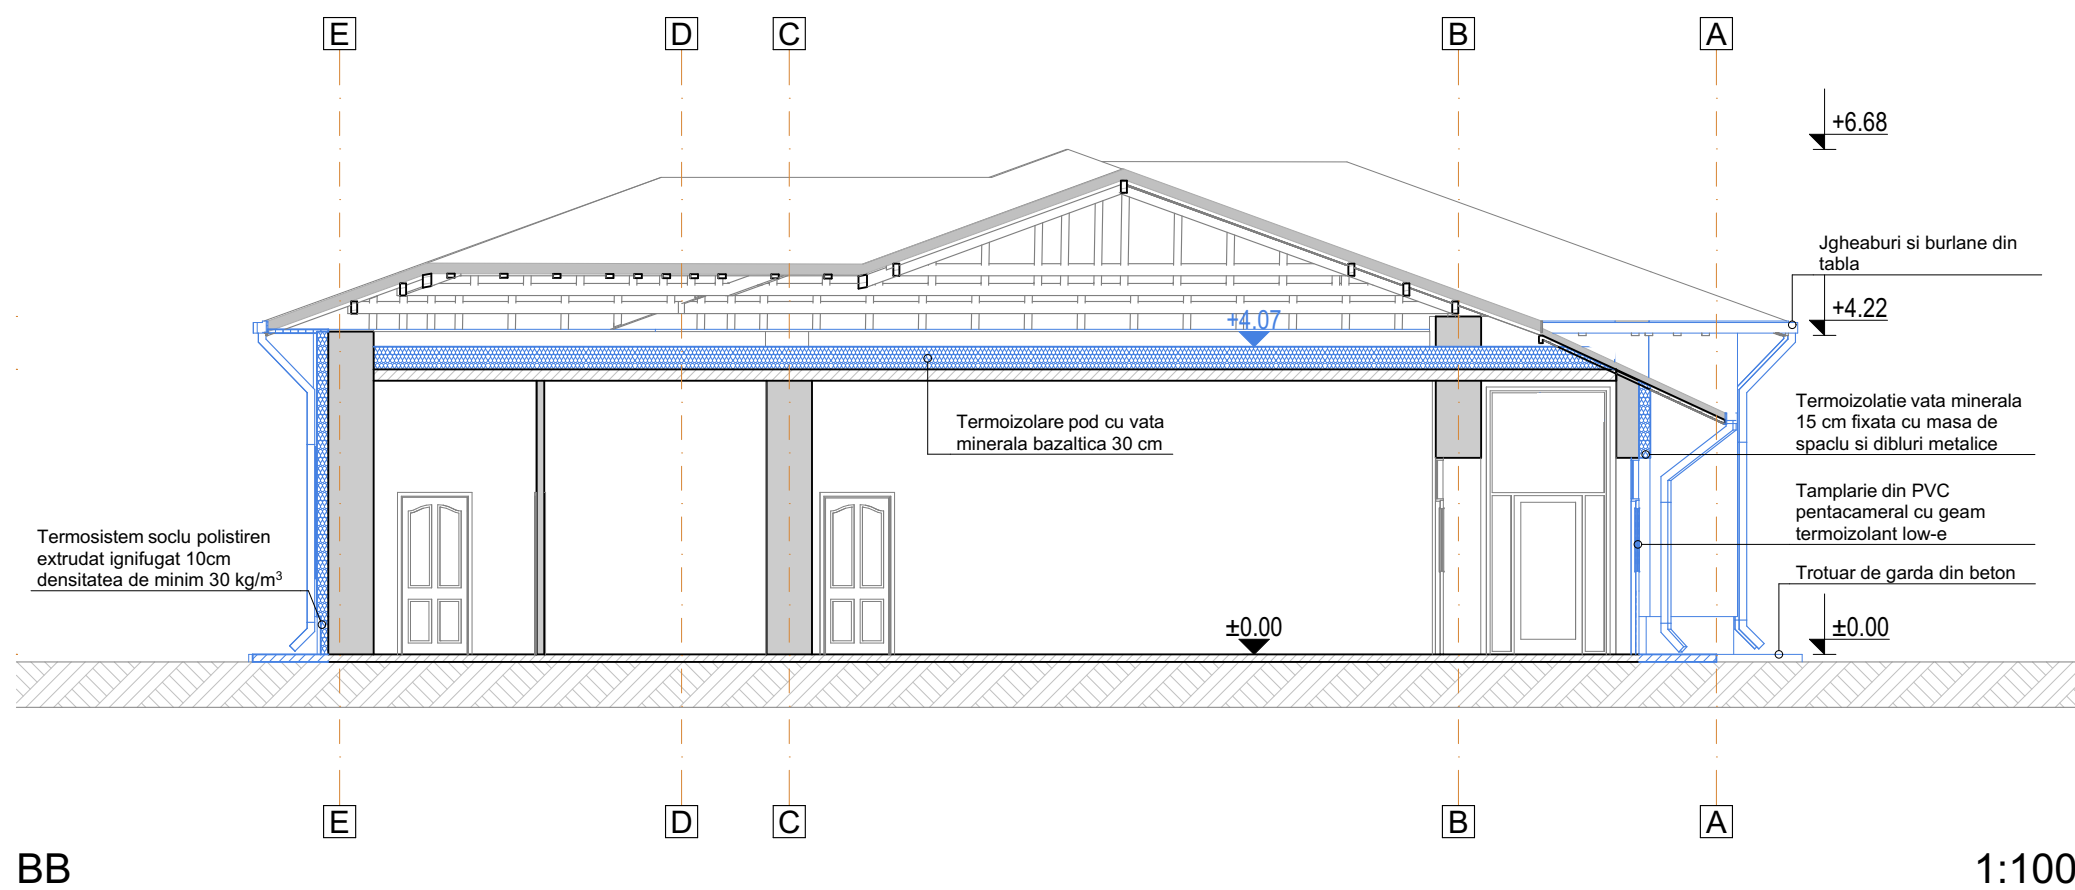 E D C B A
+6.68
Jgheaburi si burlane din
tabla
+4.22
+4.07
Termoizolare pod cu vata
minerala bazaltica 30 cm
Termoizolatie vata minerala
15 cm fixata cu masa de
spaclu si dibluri metalice
Tamplarie din PVC
pentacameral cu geam
termoizolant low-e
Termosistem soclu polistiren
extrudat ignifugat 10cm
densitatea de minim 30 kg/m³
Trotuar de garda din beton
±0.00
±0.00
E D C B A
BB
1:100